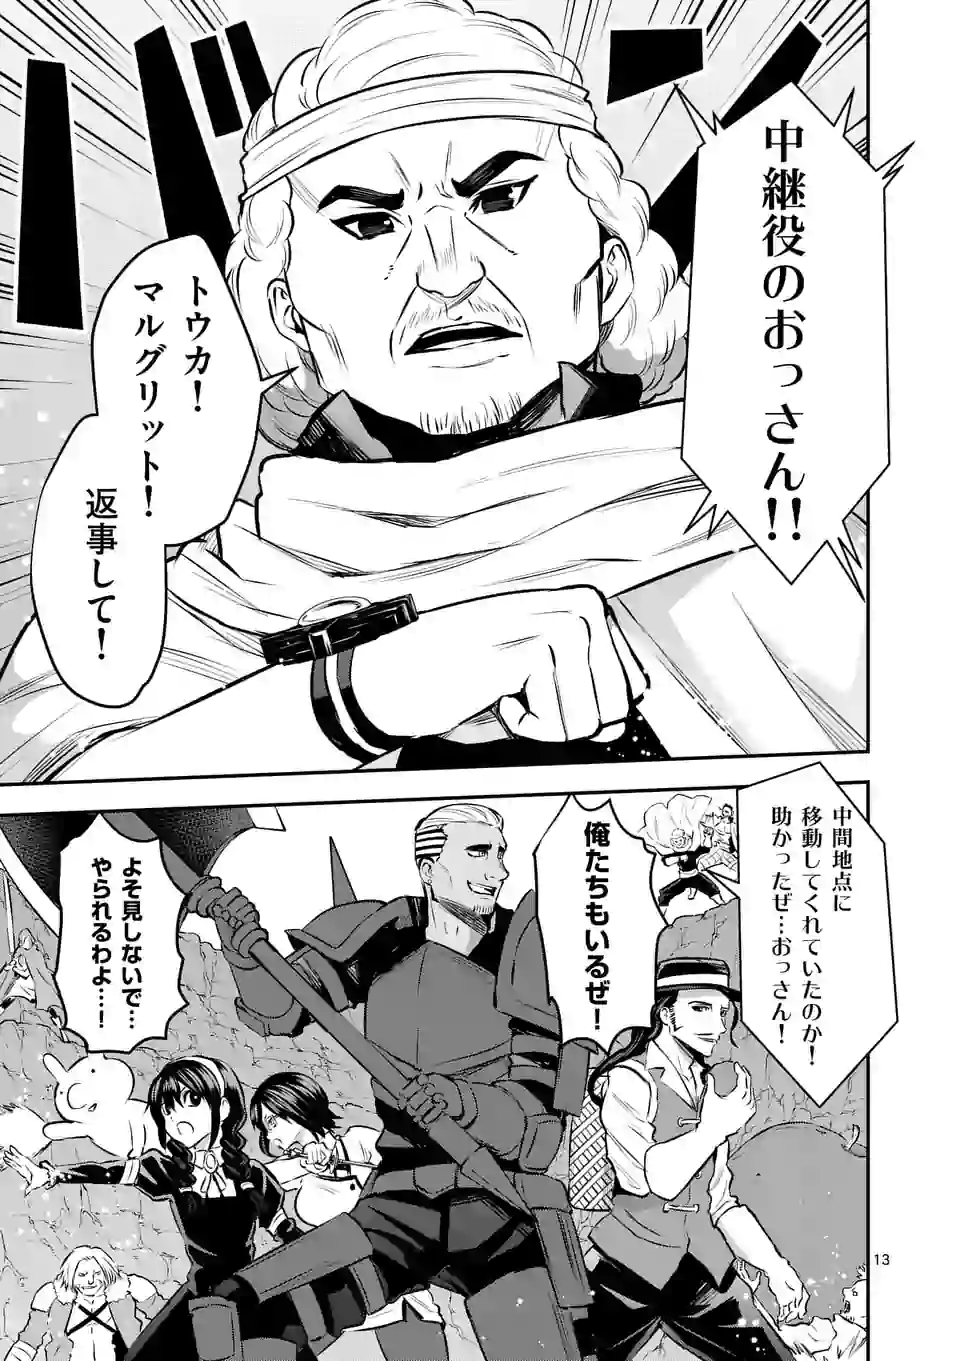 バーン
中継役のおっさん!!
トウカ!
マルグリット!
返事して!
中間地点に
移動してくれていたのか!
助かったぜ…おっさん!
俺たちもいるぜ!
よそ見しないで…
やられるわよ…!
13